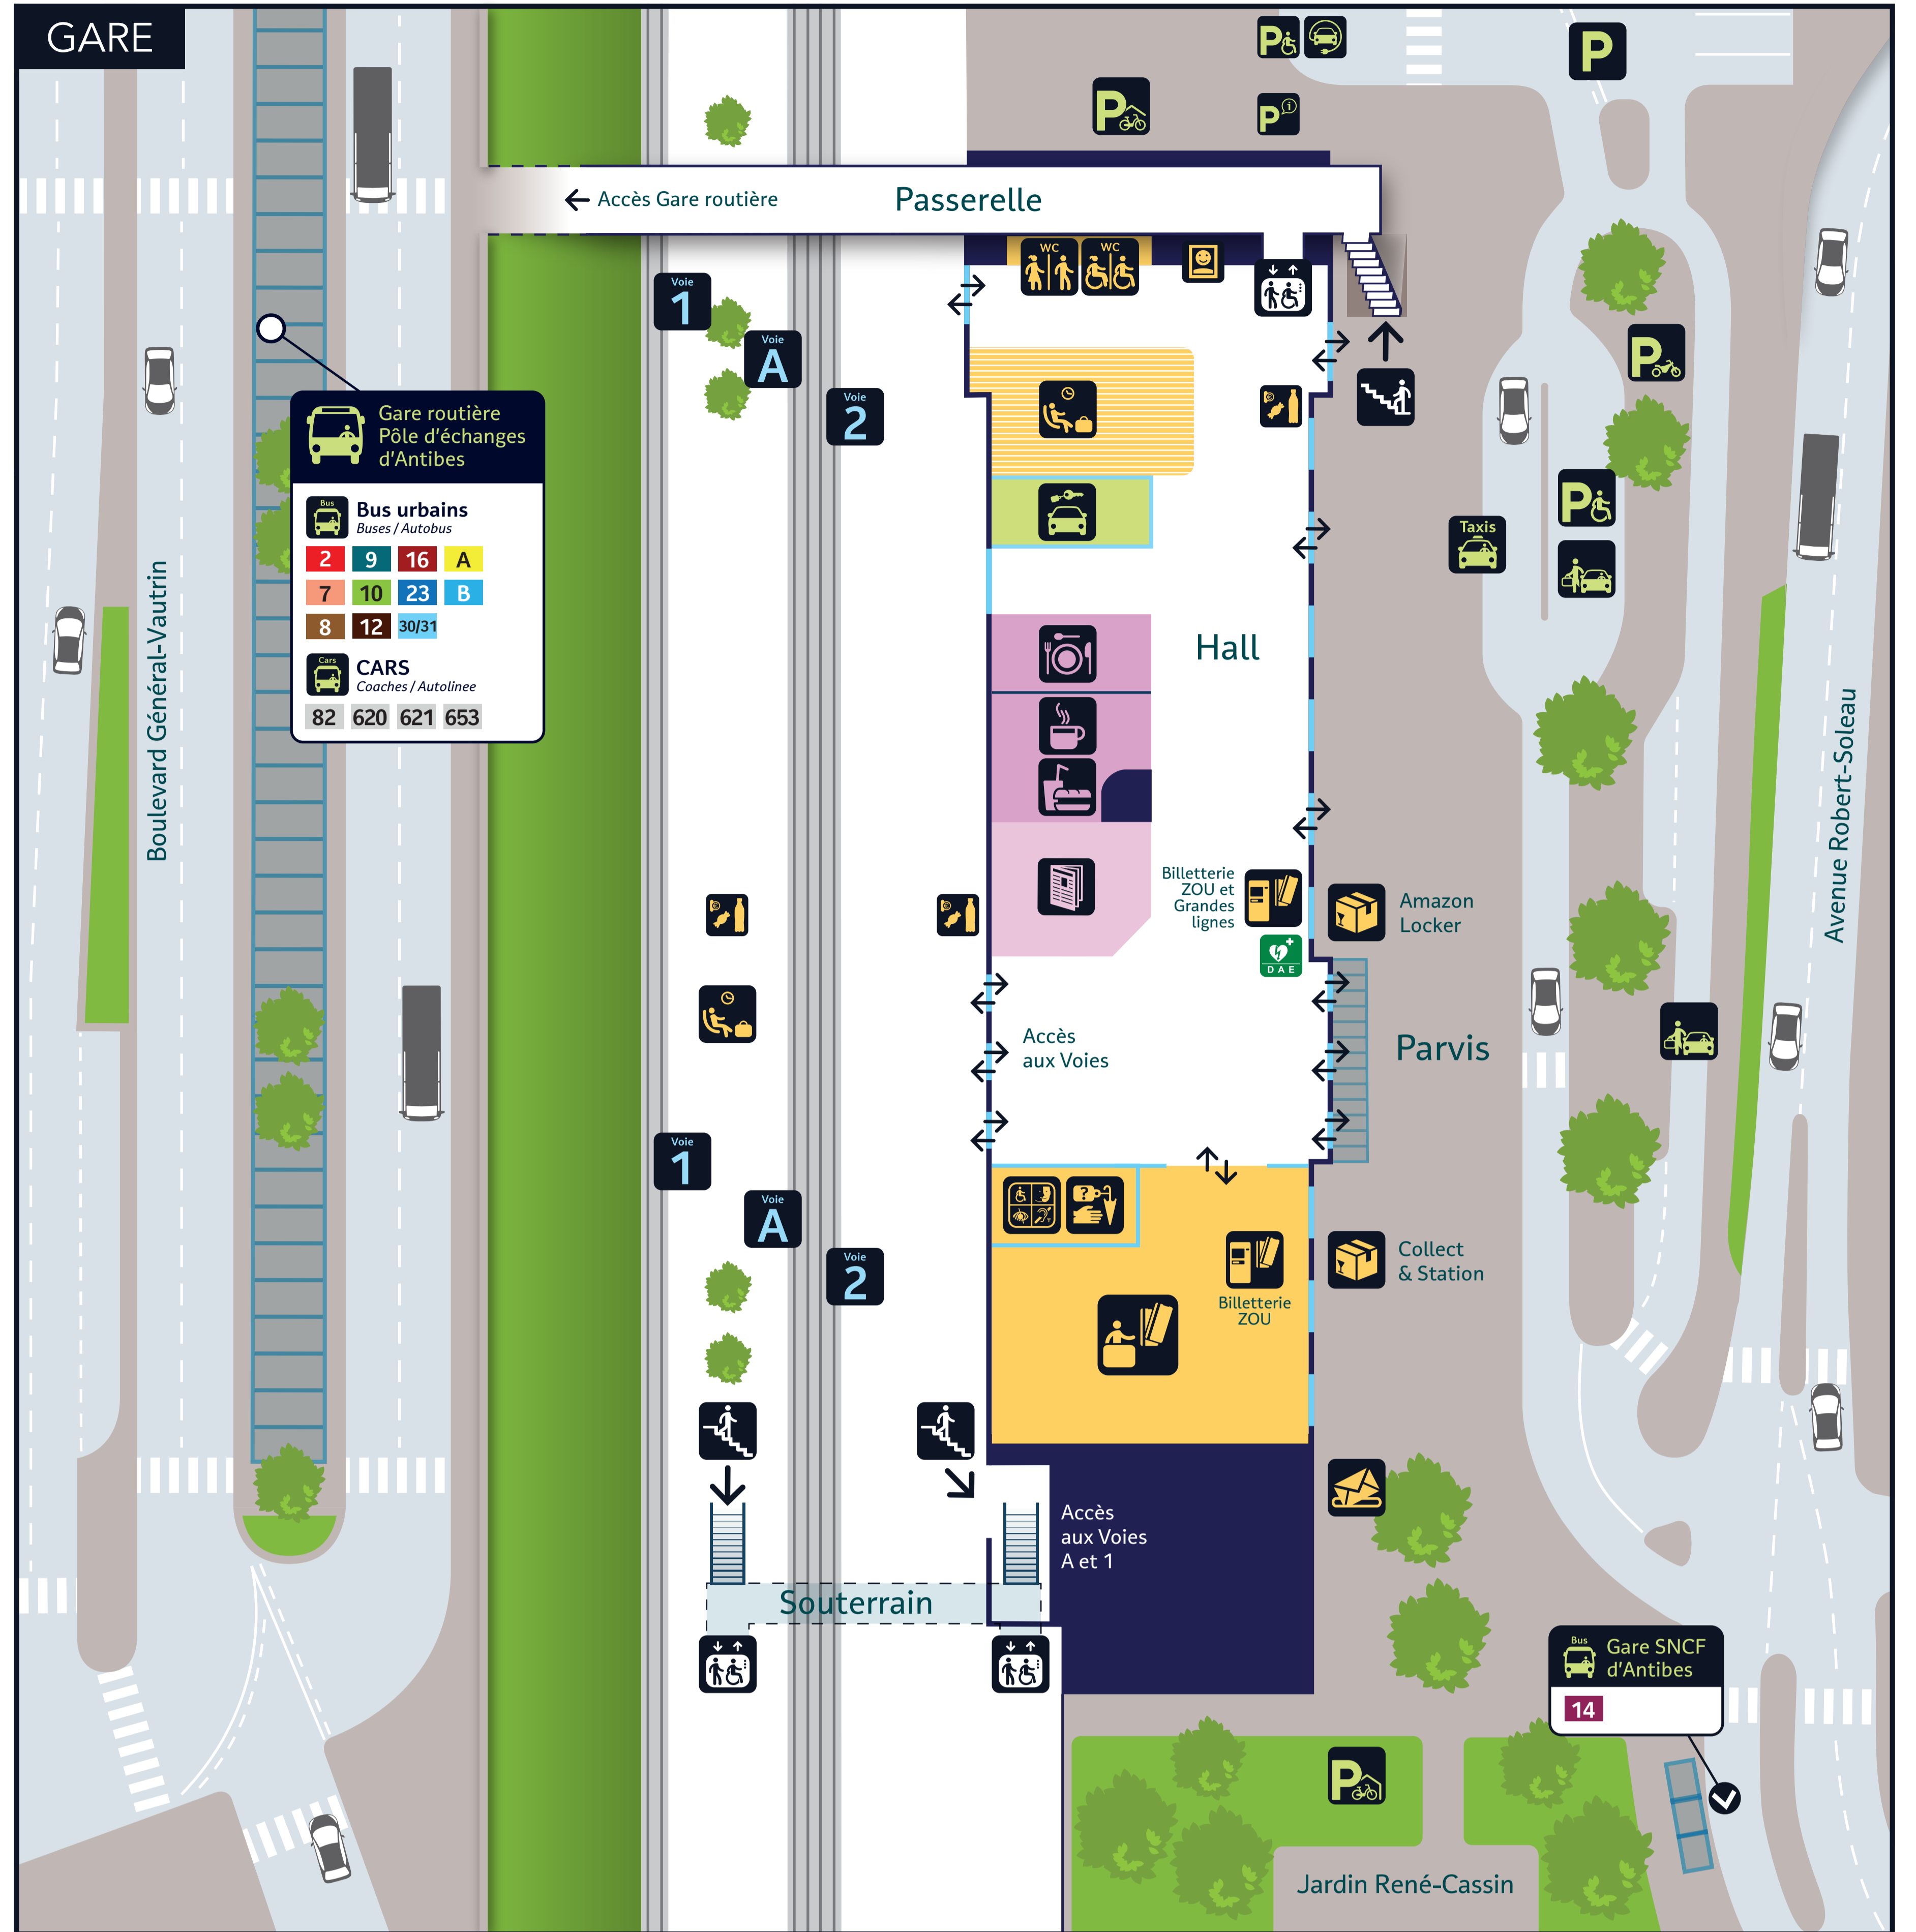 GARE
P
P
P
P
Accès Gare routière
Passerelle
WC
WC
Voie
1
Voie
A
Voie
2
P
Gare routière
Pôle d'échanges
d'Antibes
Bus
Bus urbains
Buses / Autobus
2 9 16 A
7 10 23 B
8 12 30/31
Cars
CARS
Coaches / Autolinee
82 620 621 653
P
Taxis
Boulevard Général-Vautrin
Hall
Avenue Robert-Soleau
Billetterie
ZOU et
Grandes
lignes
Amazon
Locker
DAE
Accès
aux Voies
Parvis
Voie
1
Voie
A
Voie
2
Billetterie
ZOU
Collect
& Station
Accès
aux Voies
A et 1
Souterrain
Bus
Gare SNCF
d'Antibes
14
P
Jardin René-Cassin